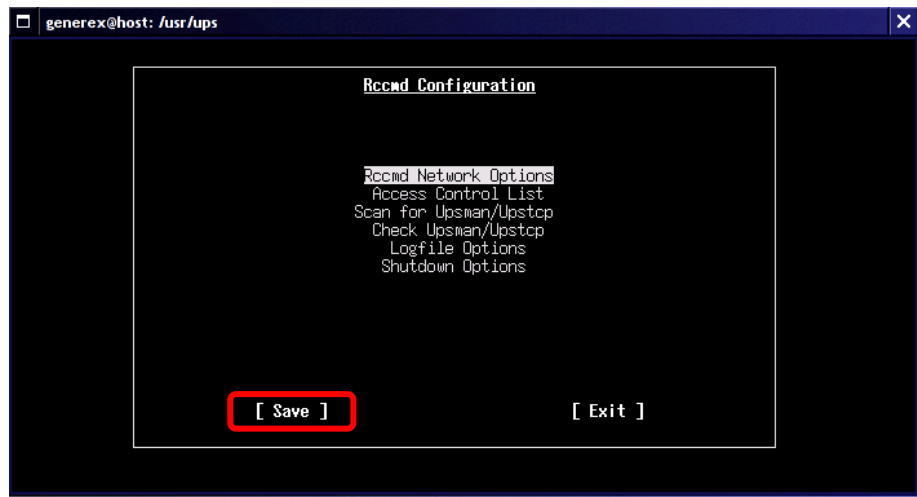 generex@host: /usr/ups
Rccmd Configuration
Rccmd Network Options
Access Control List
Scan for Upsman/Upstcp
Check Upsman/Upstcp
Logfile Options
Shutdown Options
[ Save ] [ Exit ]